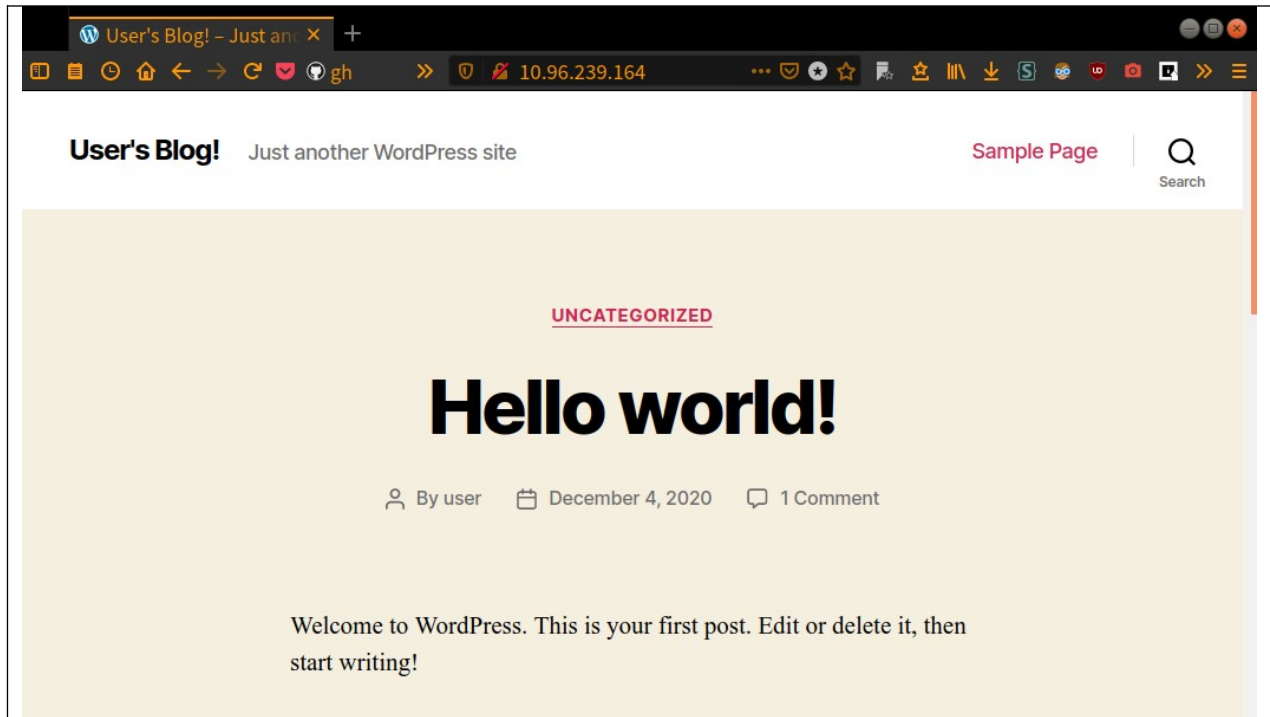 User's Blog! – Just anc
gh
10.96.239.164
User's Blog! Just another WordPress site
Sample Page
Search
UNCATEGORIZED
Hello world!
By user December 4, 2020 1 Comment
Welcome to WordPress. This is your first post. Edit or delete it, then
start writing!